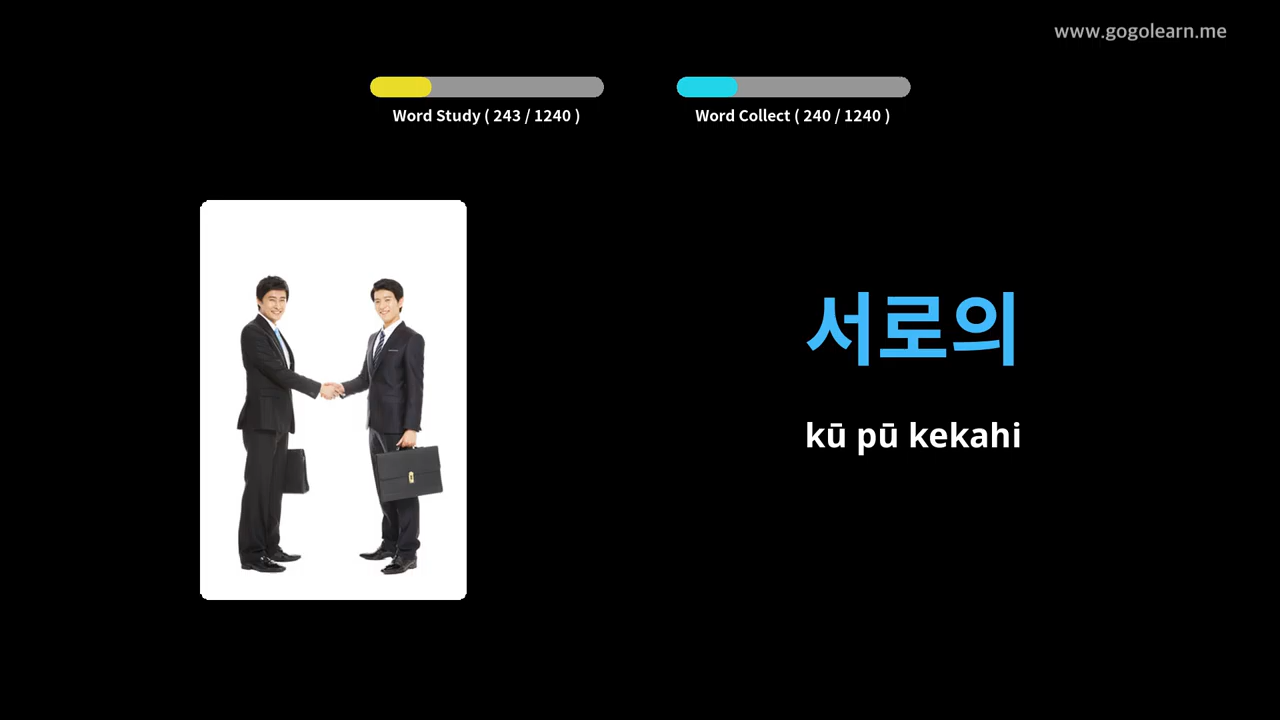 www.gogolearn.me
Word Study ( 243 / 1240 )
Word Collect ( 240 / 1240 )
서로의
kū pū kekahi